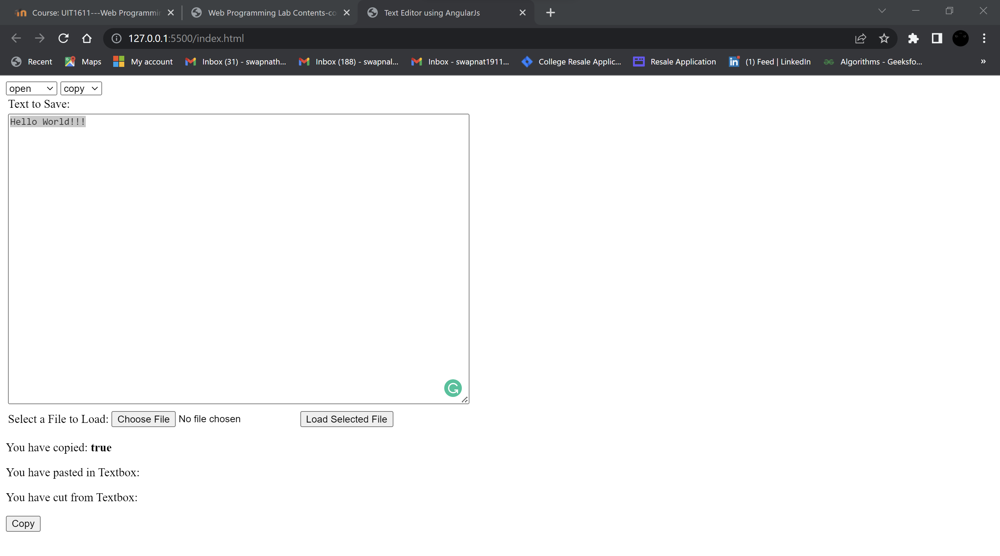 Course: UIT1611---Web Programmin
Web Programming Lab Contents-co
Text Editor using AngularJs
127.0.0.1:5500/index.html
Recent
Maps
My account
Inbox (31) - swapnath...
Inbox (188) - swapnal...
Inbox - swapnat1911...
College Resale Applic...
Resale Application
(1) Feed | LinkedIn
Algorithms - Geeksfo...
»
open copy
Text to Save:
Hello World!!!
Select a File to Load: Choose File No file chosen Load Selected File
You have copied: true
You have pasted in Textbox:
You have cut from Textbox:
Copy